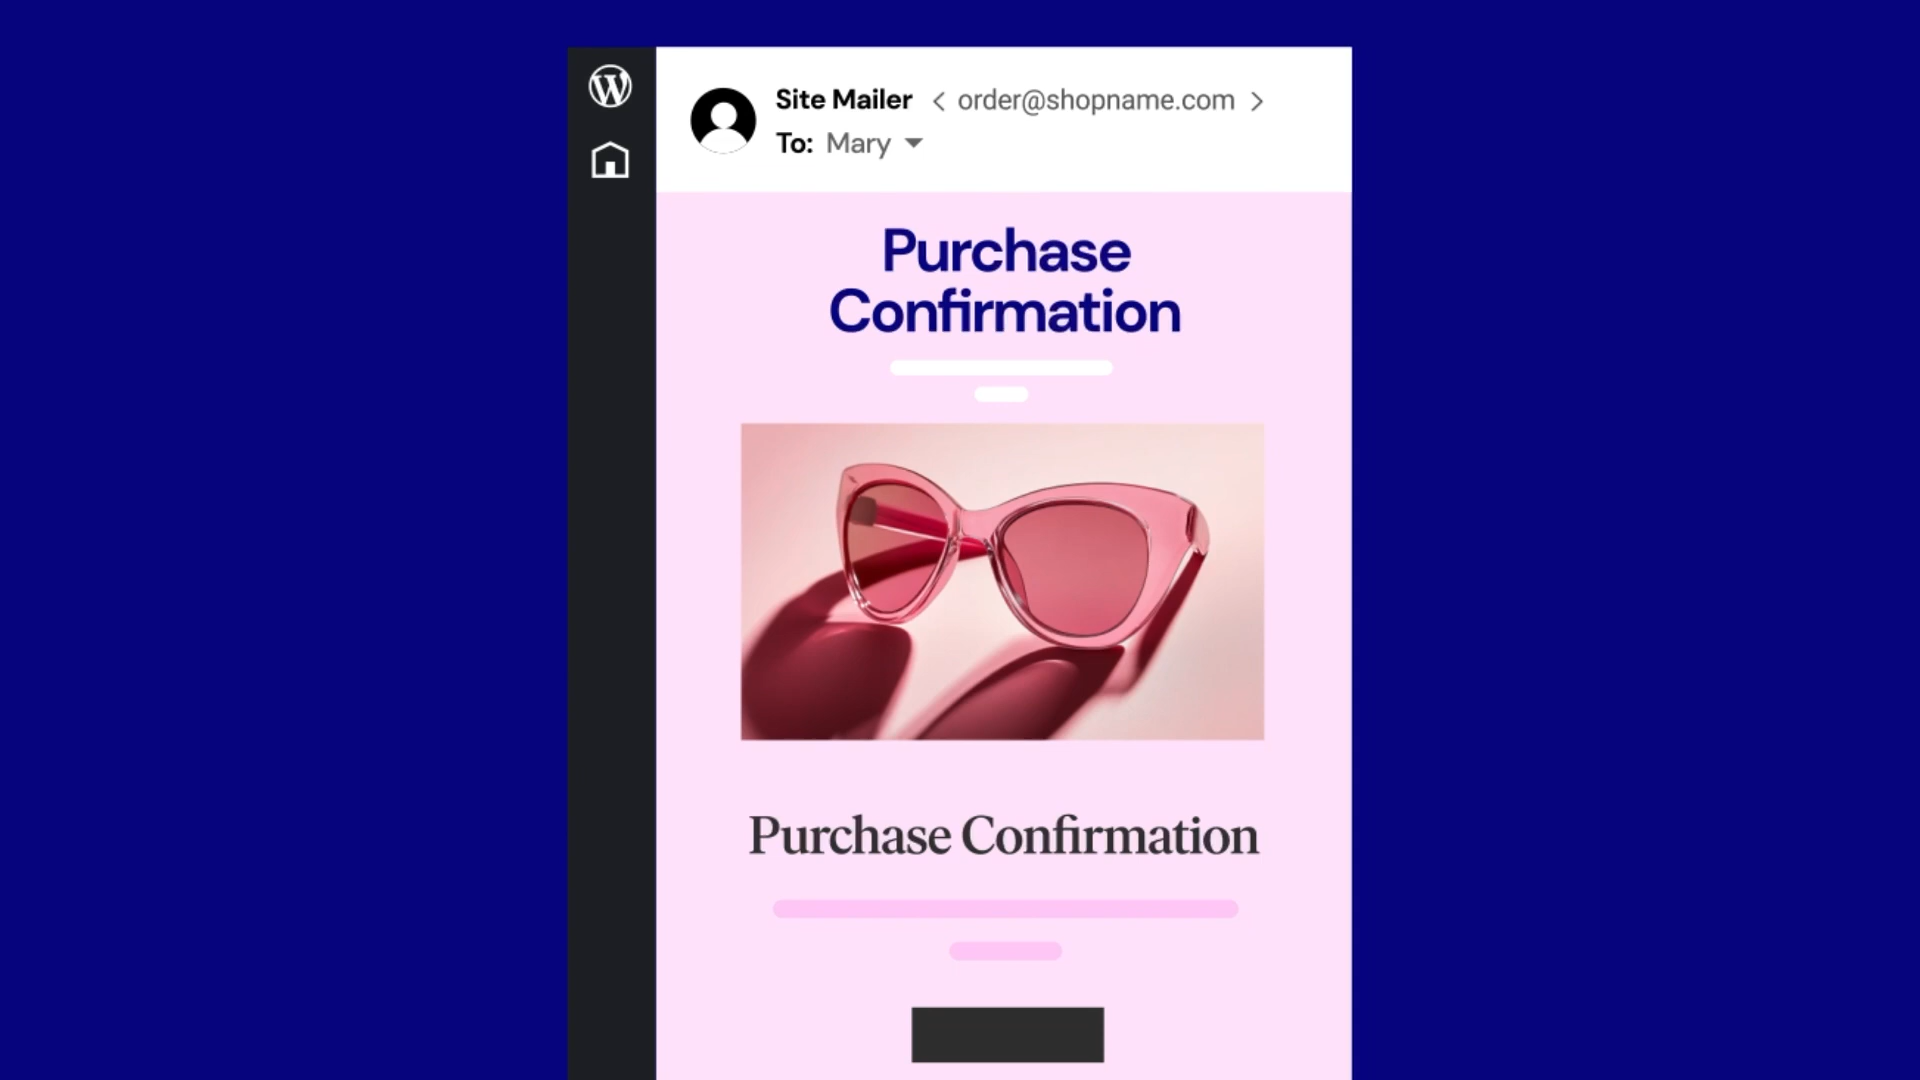 Site Mailer < order@shopname.com >
To: Mary
Purchase
Confirmation
Purchase Confirmation